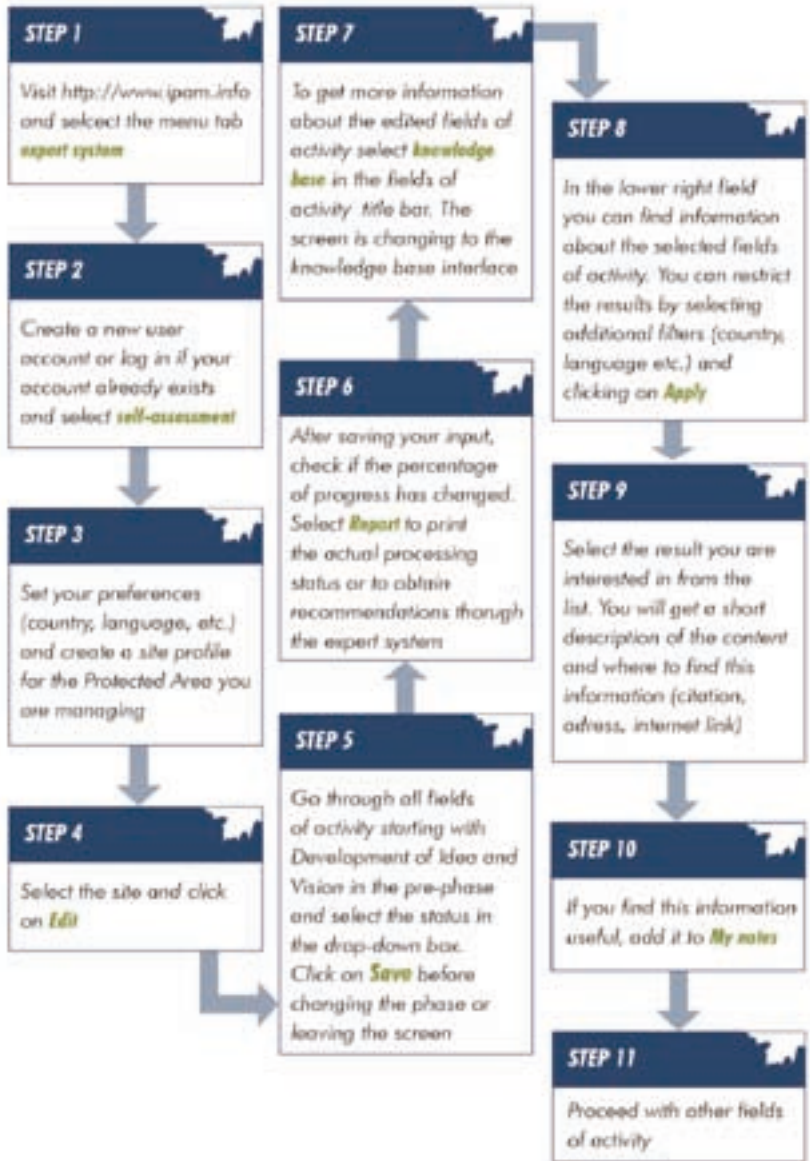 STEP 1
Visit http://www.ipam.info
and selcect the menu tab
expert system
STEP 2
Create a new user
account or log in if your
account already exists
and select self-assessment
STEP 3
Set your preferences
(country, language, etc.)
and create a site profile
for the Protected Area you
are managing
STEP 4
Select the site and click
on Edit
STEP 5
Go through all fields
of activity starting with
Development of Idea and
Vision in the pre-phase
and select the status in
the drop-down box.
Click on Save before
changing the phase or
leaving the screen
STEP 6
After saving your input,
check if the percentage
of progress has changed.
Select Report to print
the actual processing
status or to obtain
recommendations thorugh
the expert system
STEP 7
To get more information
about the edited fields of
activity select knowledge
base in the fields of
activity title bar. The
screen is changing to the
knowledge base interface
STEP 8
In the lower right field
you can find information
about the selected fields
of activity. You can restrict
the results by selecting
additional filters (country,
language etc.) and
clicking on Apply
STEP 9
Select the result you are
interested in from the
list. You will get a short
description of the content
and where to find this
information (citation,
adress, internet link)
STEP 10
If you find this information
useful, add it to My notes
STEP 11
Proceed with other fields
of activity